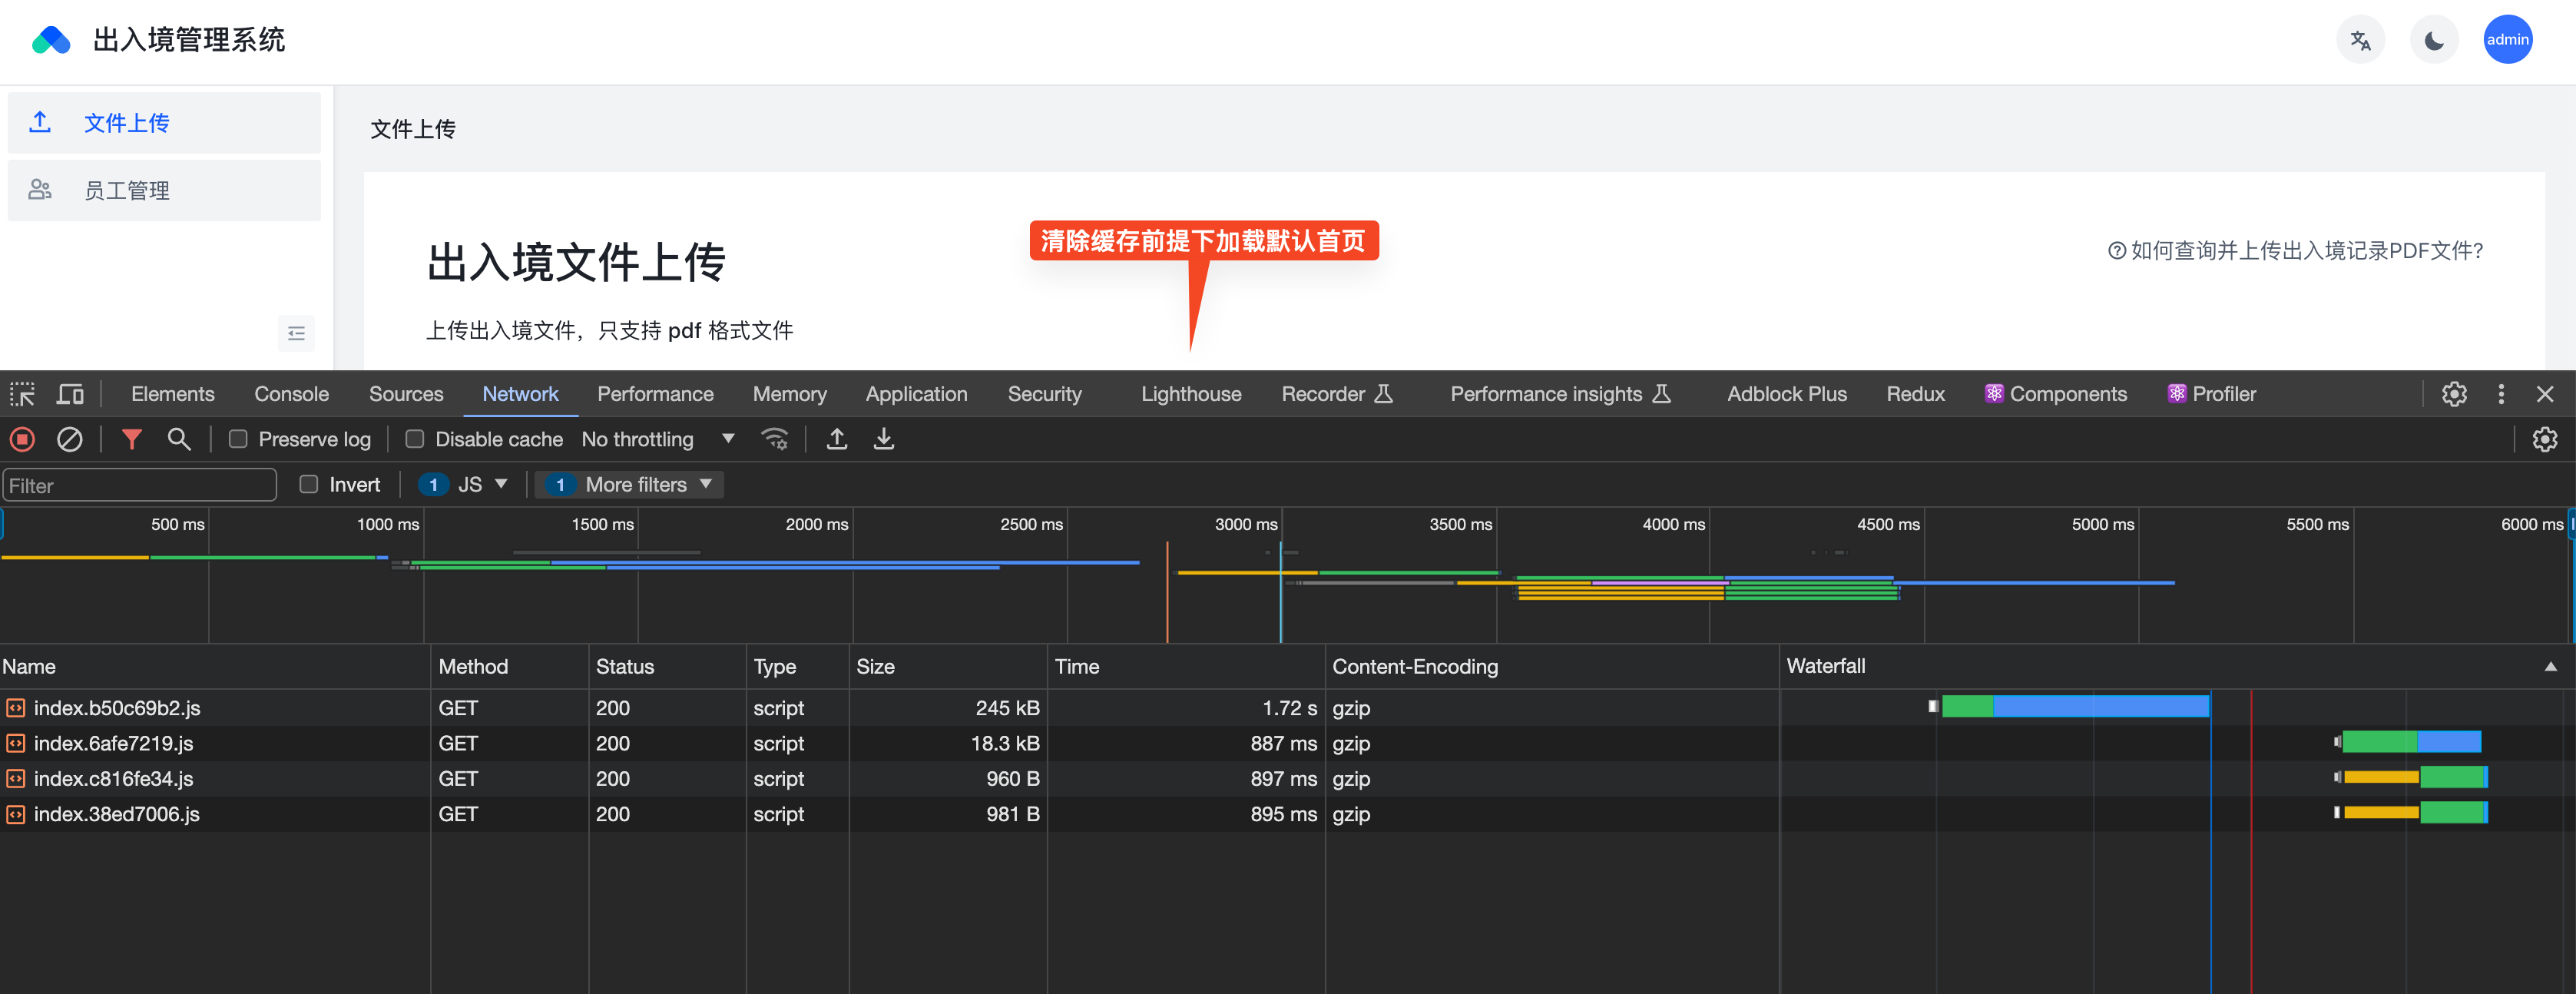 出入境管理系统
admin
文件上传
员工管理
文件上传
出入境文件上传
清除缓存前提下加载默认首页
如何查询并上传出入境记录PDF文件?
上传出入境文件，只支持 pdf 格式文件
Elements Console Sources Network Performance Memory Application Security Lighthouse Recorder Performance insights Adblock Plus Redux Components Profiler
Preserve log Disable cache No throttling
Filter Invert 1 JS 1 More filters
500 ms 1000 ms 1500 ms 2000 ms 2500 ms 3000 ms 3500 ms 4000 ms 4500 ms 5000 ms 5500 ms 6000 ms
Name Method Status Type Size Time Content-Encoding Waterfall
index.b50c69b2.js GET 200 script 245 kB 1.72 s gzip
index.6afe7219.js GET 200 script 18.3 kB 887 ms gzip
index.c816fe34.js GET 200 script 960 B 897 ms gzip
index.38ed7006.js GET 200 script 981 B 895 ms gzip